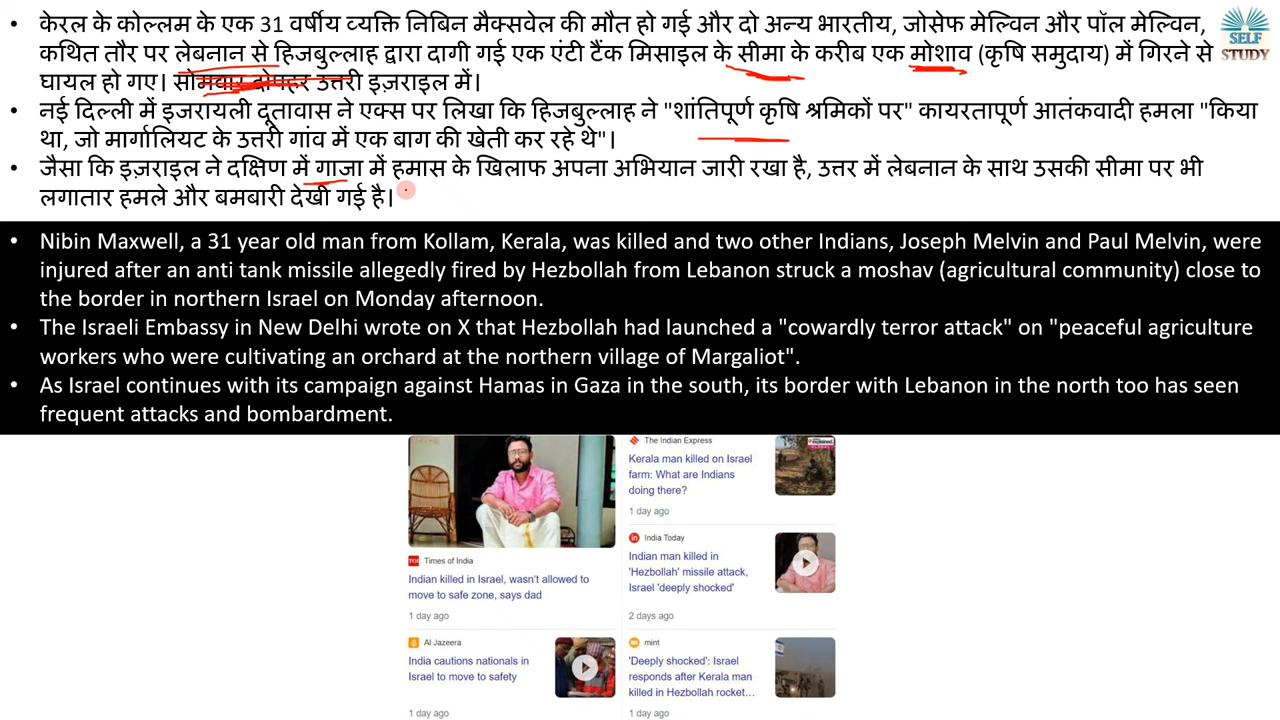 • केरल के कोल्लम के एक 31 वर्षीय व्यक्ति निबिन मैक्सवेल की मौत हो गई और दो अन्य भारतीय, जोसेफ मेल्विन और पॉल मेल्विन,
कथित तौर पर लेबनान से हिजबुल्लाह द्वारा दागी गई एक एंटी टैंक मिसाइल के सीमा के करीब एक मोशाव (कृषि समुदाय) में गिरने से
घायल हो गए। सोमवार दोपहर उत्तरी इज़राइल में।
• नई दिल्ली में इजरायली दूतावास ने एक्स पर लिखा कि हिजबुल्लाह ने "शांतिपूर्ण कृषि श्रमिकों पर" कायरतापूर्ण आतंकवादी हमला "किया
था, जो मार्गालियट के उत्तरी गांव में एक बाग की खेती कर रहे थे"।
• जैसा कि इज़राइल ने दक्षिण में गाजा में हमास के खिलाफ अपना अभियान जारी रखा है, उत्तर में लेबनान के साथ उसकी सीमा पर भी
लगातार हमले और बमबारी देखी गई है।
SELF
STUDY
• Nibin Maxwell, a 31 year old man from Kollam, Kerala, was killed and two other Indians, Joseph Melvin and Paul Melvin, were
injured after an anti tank missile allegedly fired by Hezbollah from Lebanon struck a moshav (agricultural community) close to
the border in northern Israel on Monday afternoon.
• The Israeli Embassy in New Delhi wrote on X that Hezbollah had launched a "cowardly terror attack" on "peaceful agriculture
workers who were cultivating an orchard at the northern village of Margaliot".
• As Israel continues with its campaign against Hamas in Gaza in the south, its border with Lebanon in the north too has seen
frequent attacks and bombardment.
TOI Times of India
Indian killed in Israel, wasn't allowed to
move to safe zone, says dad
1 day ago
Al Jazeera
India cautions nationals in
Israel to move to safety
1 day ago
The Indian Express
Kerala man killed on Israel
farm: What are Indians
doing there?
1 day ago
India Today
Indian man killed in
'Hezbollah' missile attack,
Israel 'deeply shocked'
2 days ago
mint
'Deeply shocked': Israel
responds after Kerala man
killed in Hezbollah rocket...
1 day ago